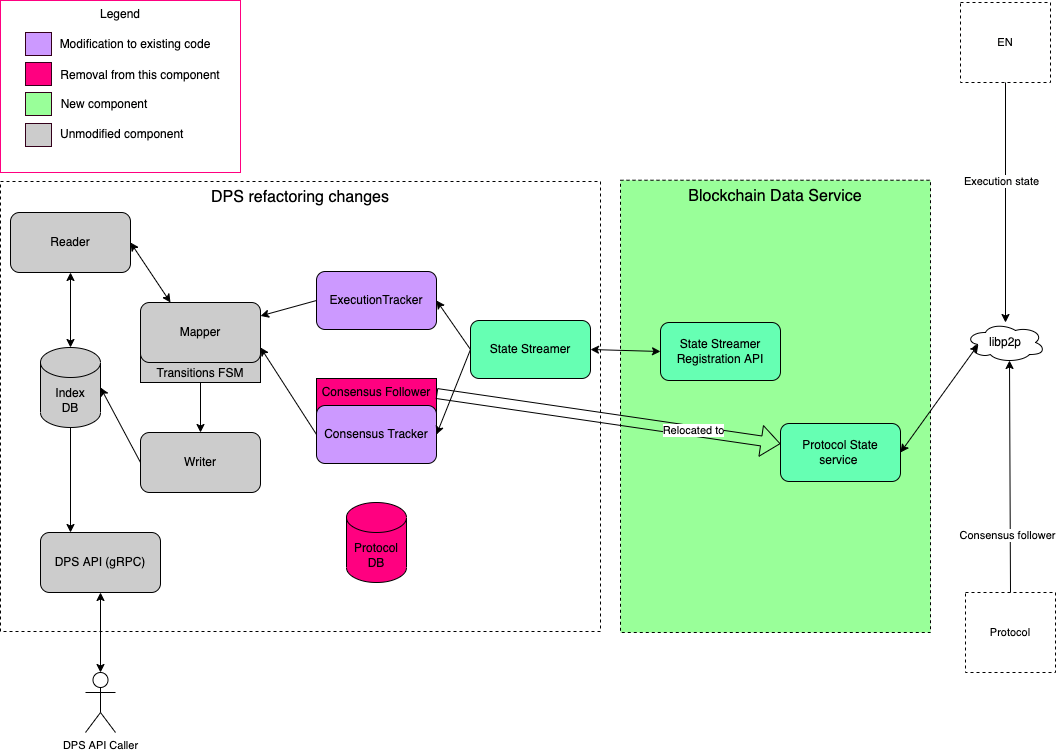 Legend
Modification to existing code
Removal from this component
New component
Unmodified component
EN
Execution state
libp2p
Consensus follower
Protocol
DPS refactoring changes
Reader
Mapper
Transitions FSM
Index
DB
Writer
DPS API (gRPC)
ExecutionTracker
State Streamer
Consensus Follower
Consensus Tracker
Protocol
DB
Relocated to
Blockchain Data Service
State Streamer
Registration API
Protocol State
service
DPS API Caller